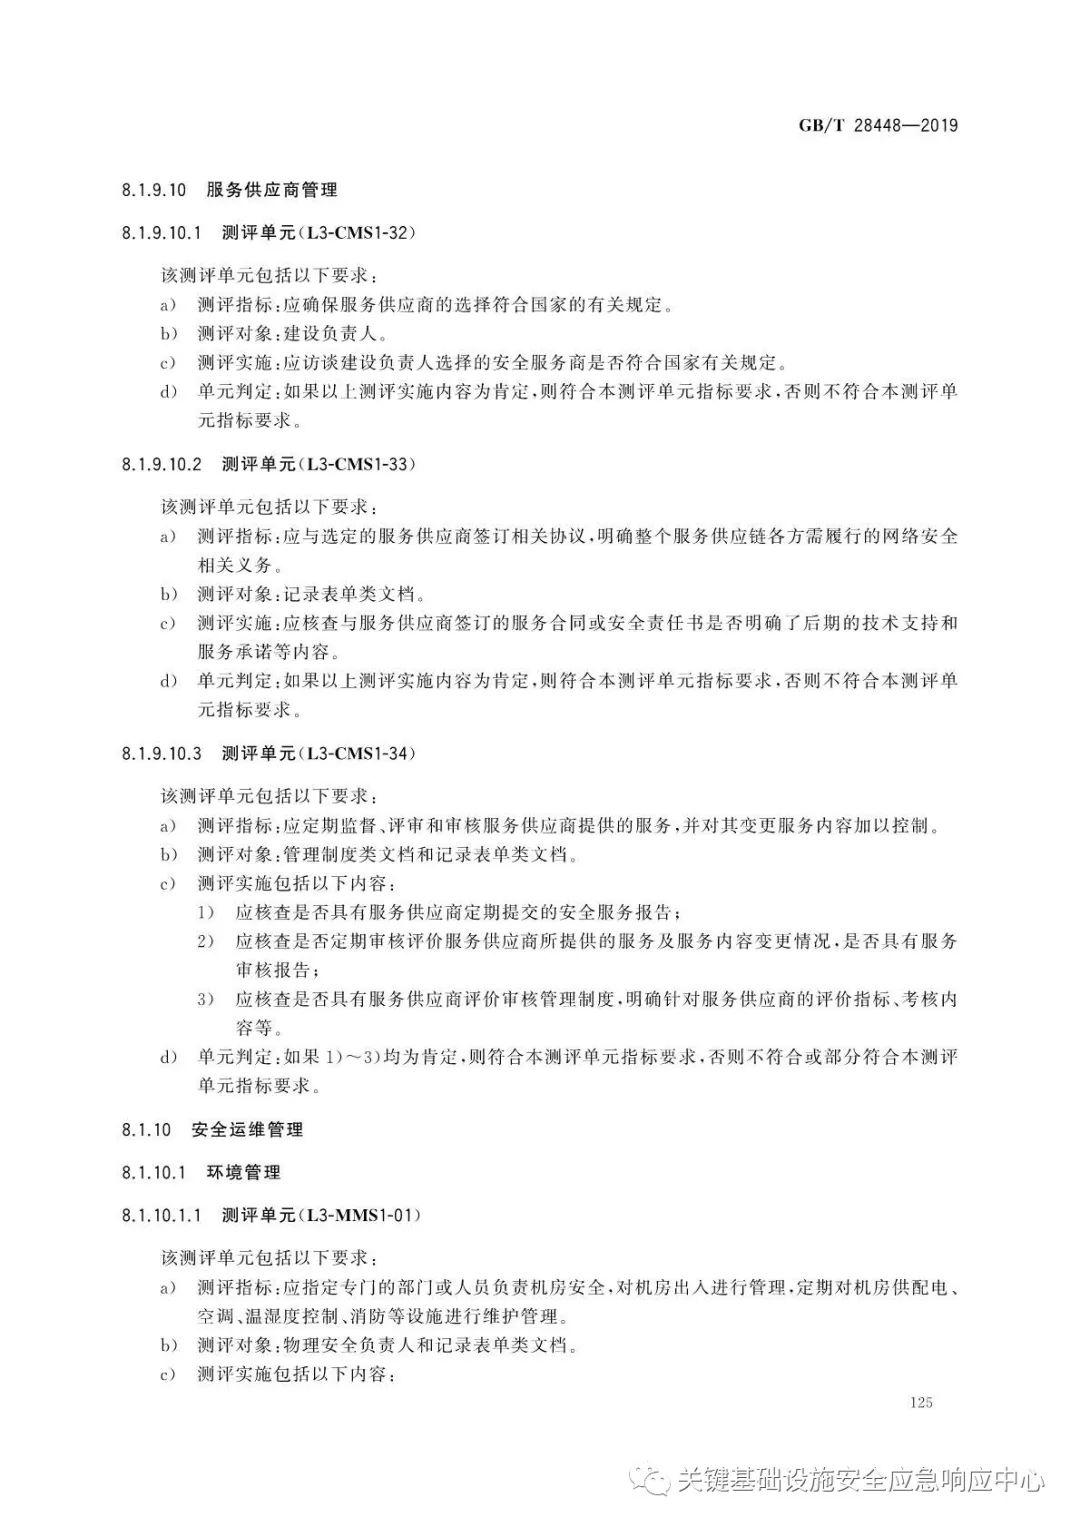 GB/T 28448—2019
8.1.9.10 服务供应商管理
8.1.9.10.1 测评单元(L3-CMS1-32)
该测评单元包括以下要求:
a) 测评指标:应确保服务供应商的选择符合国家的有关规定。
b) 测评对象:建设负责人。
c) 测评实施:应访谈建设负责人选择的安全服务商是否符合国家有关规定。
d) 单元判定:如果以上测评实施内容为肯定,则符合本测评单元指标要求,否则不符合本测评单
元指标要求。
8.1.9.10.2 测评单元(L3-CMS1-33)
该测评单元包括以下要求:
a) 测评指标:应与选定的服务供应商签订相关协议,明确整个服务供应链各方需履行的网络安全
相关义务。
b) 测评对象:记录表单类文档。
c) 测评实施:应核查与服务供应商签订的服务合同或安全责任书是否明确了后期的技术支持和
服务承诺等内容。
d) 单元判定:如果以上测评实施内容为肯定,则符合本测评单元指标要求,否则不符合本测评单
元指标要求。
8.1.9.10.3 测评单元(L3-CMS1-34)
该测评单元包括以下要求:
a) 测评指标:应定期监督、评审和审核服务供应商提供的服务,并对其变更服务内容加以控制。
b) 测评对象:管理制度类文档和记录表单类文档。
c) 测评实施包括以下内容:
1) 应核查是否具有服务供应商定期提交的安全服务报告;
2) 应核查是否定期审核评价服务供应商所提供的服务及服务内容变更情况,是否具有服务
审核报告;
3) 应核查是否具有服务供应商评价审核管理制度,明确针对服务供应商的评价指标、考核内
容等。
d) 单元判定:如果1)~3)均为肯定,则符合本测评单元指标要求,否则不符合或部分符合本测评
单元指标要求。
8.1.10 安全运维管理
8.1.10.1 环境管理
8.1.10.1.1 测评单元(L3-MMS1-01)
该测评单元包括以下要求:
a) 测评指标:应指定专门的部门或人员负责机房安全,对机房出入进行管理,定期对机房供配电、
空调、温湿度控制、消防等设施进行维护管理。
b) 测评对象:物理安全负责人和记录表单类文档。
c) 测评实施包括以下内容:
125
关键基础设施安全应急响应中心